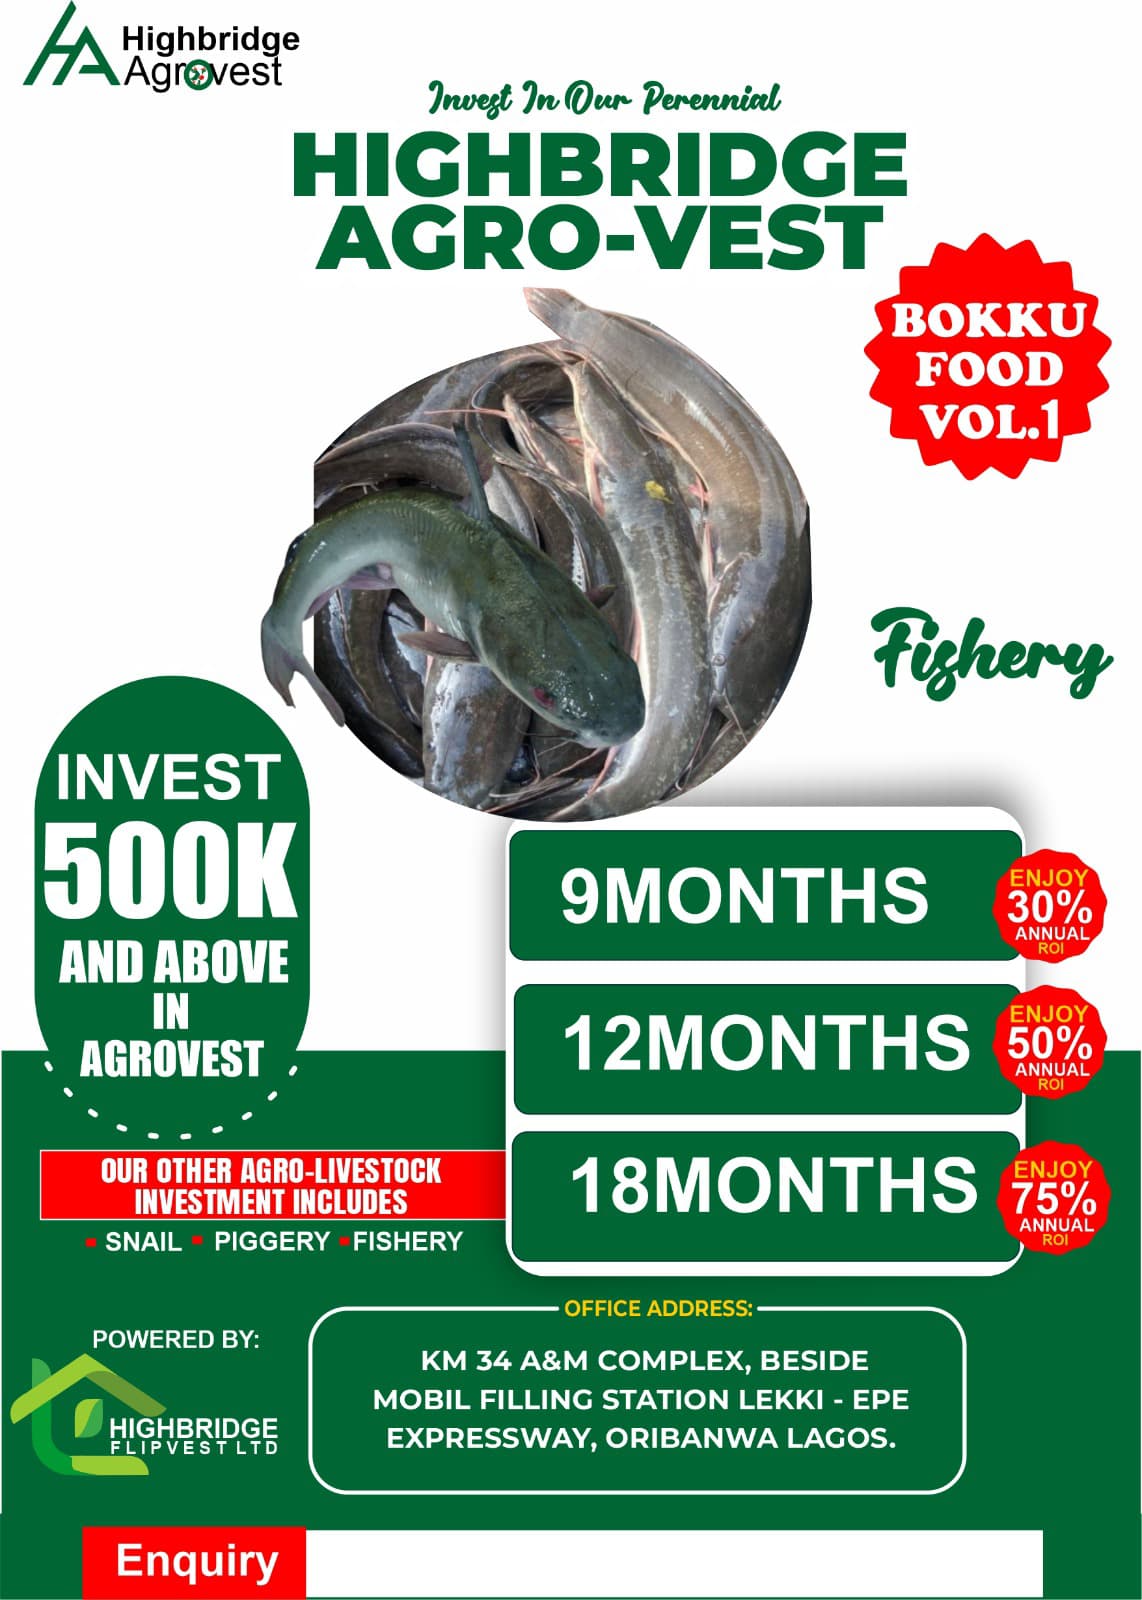 Highbridge
Agrovest
Invest In Our Perennial
HIGHBRIDGE
AGRO-VEST
BOKKU
FOOD
VOL.1
Fishery
INVEST
500K
AND ABOVE
IN
AGROVEST
9MONTHS
ENJOY
30%
ANNUAL
ROI
12MONTHS
ENJOY
50%
ANNUAL
ROI
18MONTHS
ENJOY
75%
ANNUAL
ROI
OUR OTHER AGRO-LIVESTOCK
INVESTMENT INCLUDES
SNAIL PIGGERY FISHERY
POWERED BY:
HIGHBRIDGE
FLIPVEST LTD
OFFICE ADDRESS:
KM 34 A&M COMPLEX, BESIDE
MOBIL FILLING STATION LEKKI - EPE
EXPRESSWAY, ORIBANWA LAGOS.
Enquiry